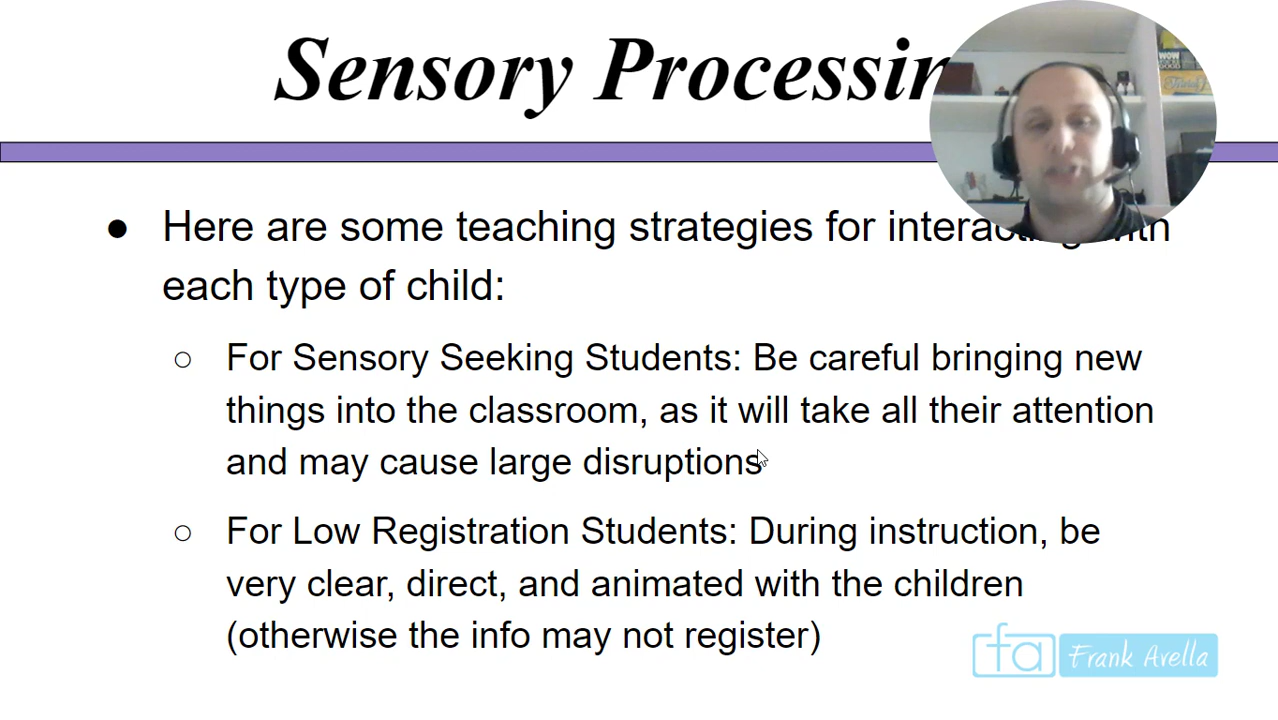 Sensory Processin
● Here are some teaching strategies for interacting with
each type of child:
○ For Sensory Seeking Students: Be careful bringing new
things into the classroom, as it will take all their attention
and may cause large disruptions
○ For Low Registration Students: During instruction, be
very clear, direct, and animated with the children
(otherwise the info may not register)
fa Frank Avella